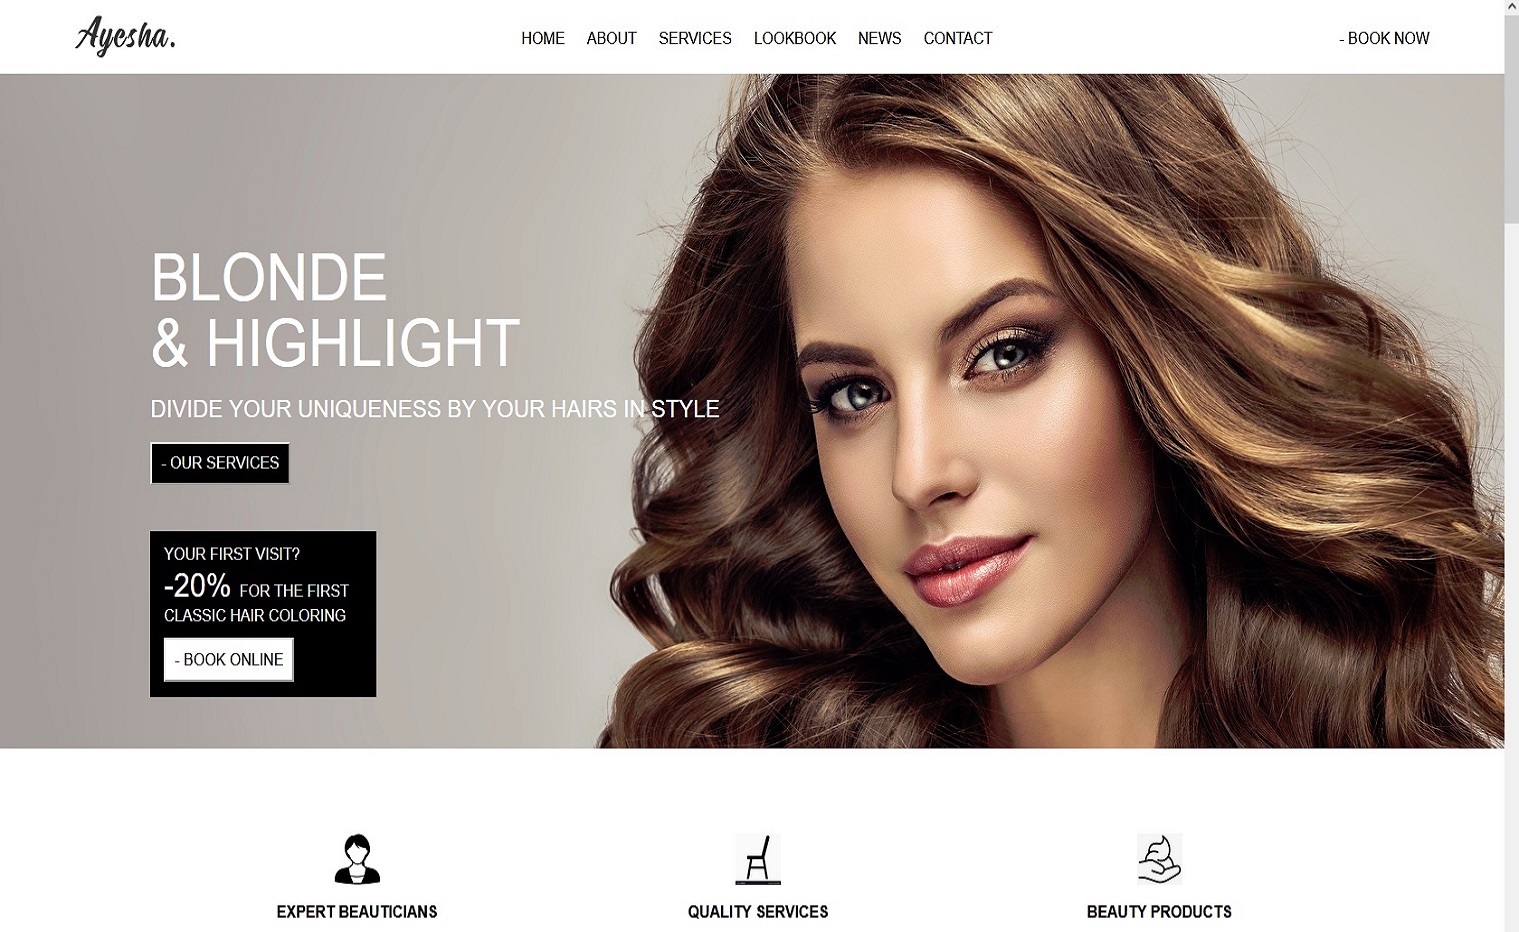 Ayesha.
HOME ABOUT SERVICES LOOKBOOK NEWS CONTACT
- BOOK NOW
BLONDE
& HIGHLIGHT
DIVIDE YOUR UNIQUENESS BY YOUR HAIRS IN STYLE
- OUR SERVICES
YOUR FIRST VISIT?
-20% FOR THE FIRST
CLASSIC HAIR COLORING
- BOOK ONLINE
EXPERT BEAUTICIANS
QUALITY SERVICES
BEAUTY PRODUCTS